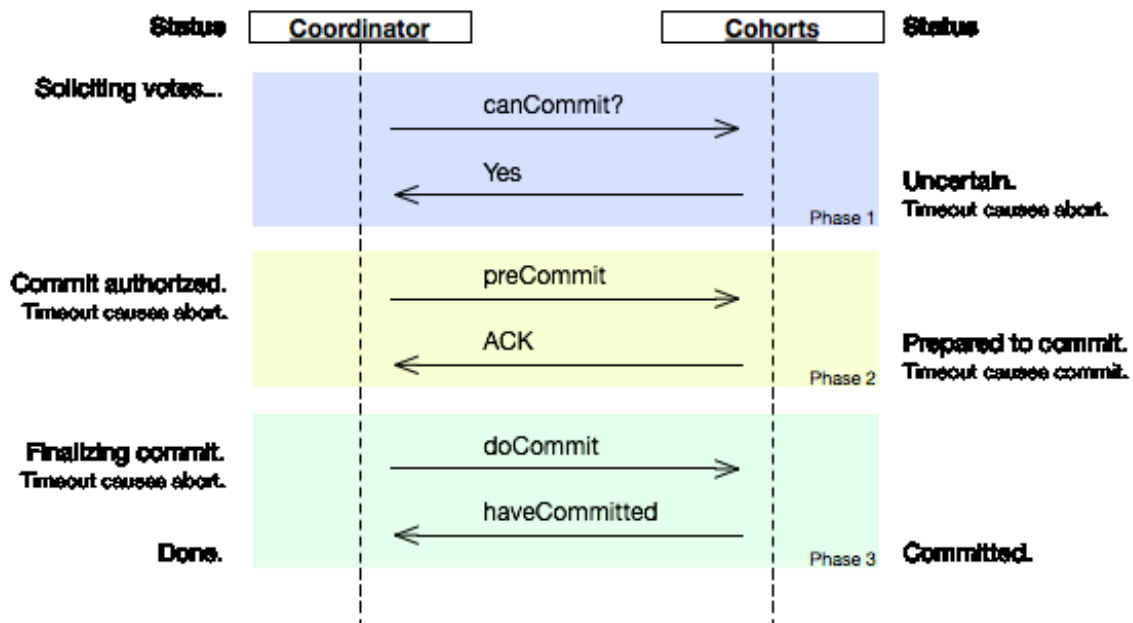 Status Coordinator Cohorts Status
Soliciting votes...
canCommit?
Yes
Uncertain.
Timeout causes abort.
Phase 1
Commit authorized.
Timeout causes abort.
preCommit
ACK
Prepared to commit.
Timeout causes commit.
Phase 2
Finalizing commit.
Timeout causes abort.
doCommit
haveCommitted
Done.
Phase 3
Committed.